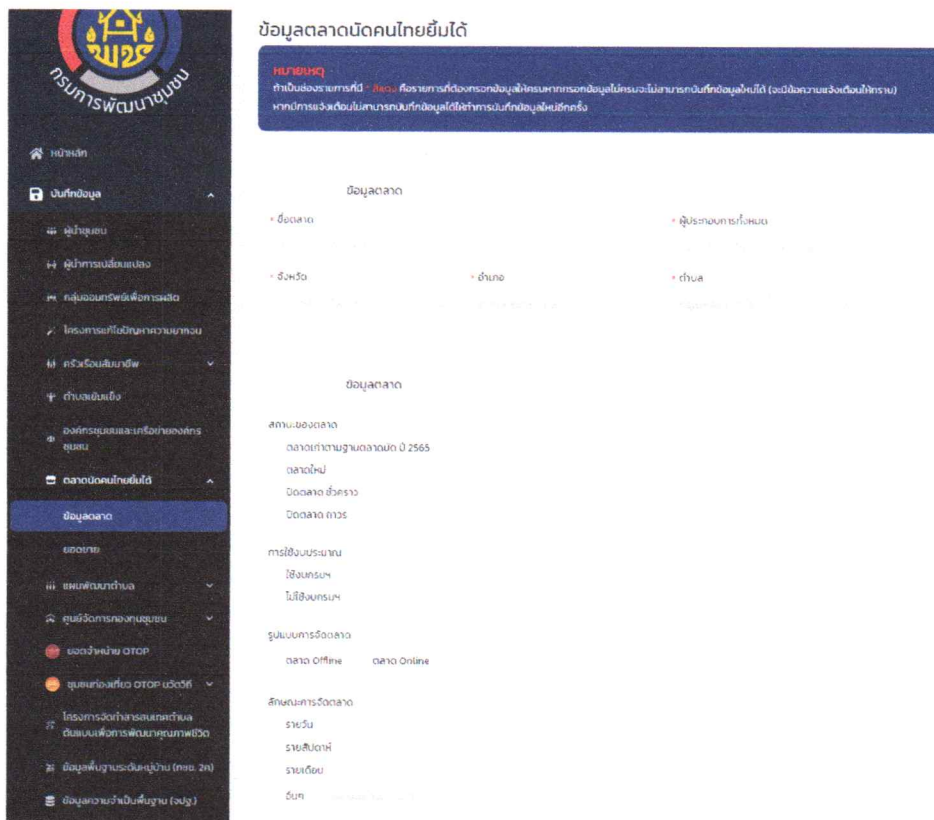 พช
กรมการพัฒนาชุมชน
หน้าหลัก
บันทึกข้อมูล
ผู้นำชุมชน
ผู้นำการเปลี่ยนแปลง
กลุ่มออมทรัพย์เพื่อการผลิต
โครงการแก้ไขปัญหาความยากจน
ครัวเรือนสัมมาชีพ
ตำบลเข้มแข็ง
องค์กรชุมชนและเครือข่ายองค์กร
ชุมชน
ตลาดนัดคนไทยยิ้มได้
ข้อมูลตลาด
ยอดขาย
แผนพัฒนาตำบล
ศูนย์จัดการกองทุนชุมชน
ยอดจำหน่าย OTOP
ชุมชนท่องเที่ยว OTOP นวัตวิถี
โครงการจัดทำสารสนเทศตำบล
ต้นแบบเพื่อการพัฒนาคุณภาพชีวิต
ข้อมูลพื้นฐานระดับหมู่บ้าน (กชช. 2ค)
ข้อมูลความจำเป็นพื้นฐาน (จปฐ.)
ข้อมูลตลาดนัดคนไทยยิ้มได้
หมายเหตุ
ถ้าเป็นช่องรายการที่มี * สีแดง คือรายการที่ต้องกรอกข้อมูลให้ครบหากกรอกข้อมูลไม่ครบจะไม่สามารถบันทึกข้อมูลใหม่ได้ (จะมีข้อความแจ้งเตือนให้ทราบ)
หากมีการแจ้งเตือนไม่สามารถบันทึกข้อมูลได้ให้ทำการบันทึกข้อมูลใหม่อีกครั้ง
ข้อมูลตลาด
* ชื่อตลาด
* ผู้ประกอบการทั้งหมด
* จังหวัด
* อำเภอ
* ตำบล
ข้อมูลตลาด
สถานะของตลาด
ตลาดเก่าตามฐานตลาดนัด ปี 2565
ตลาดใหม่
ปิดตลาด ชั่วคราว
ปิดตลาด ถาวร
การใช้งบประมาณ
ใช้งบกรมฯ
ไม่ใช้งบกรมฯ
รูปแบบการจัดตลาด
ตลาด Offline ตลาด Online
ลักษณะการจัดตลาด
รายวัน
รายสัปดาห์
รายเดือน
อื่นๆ